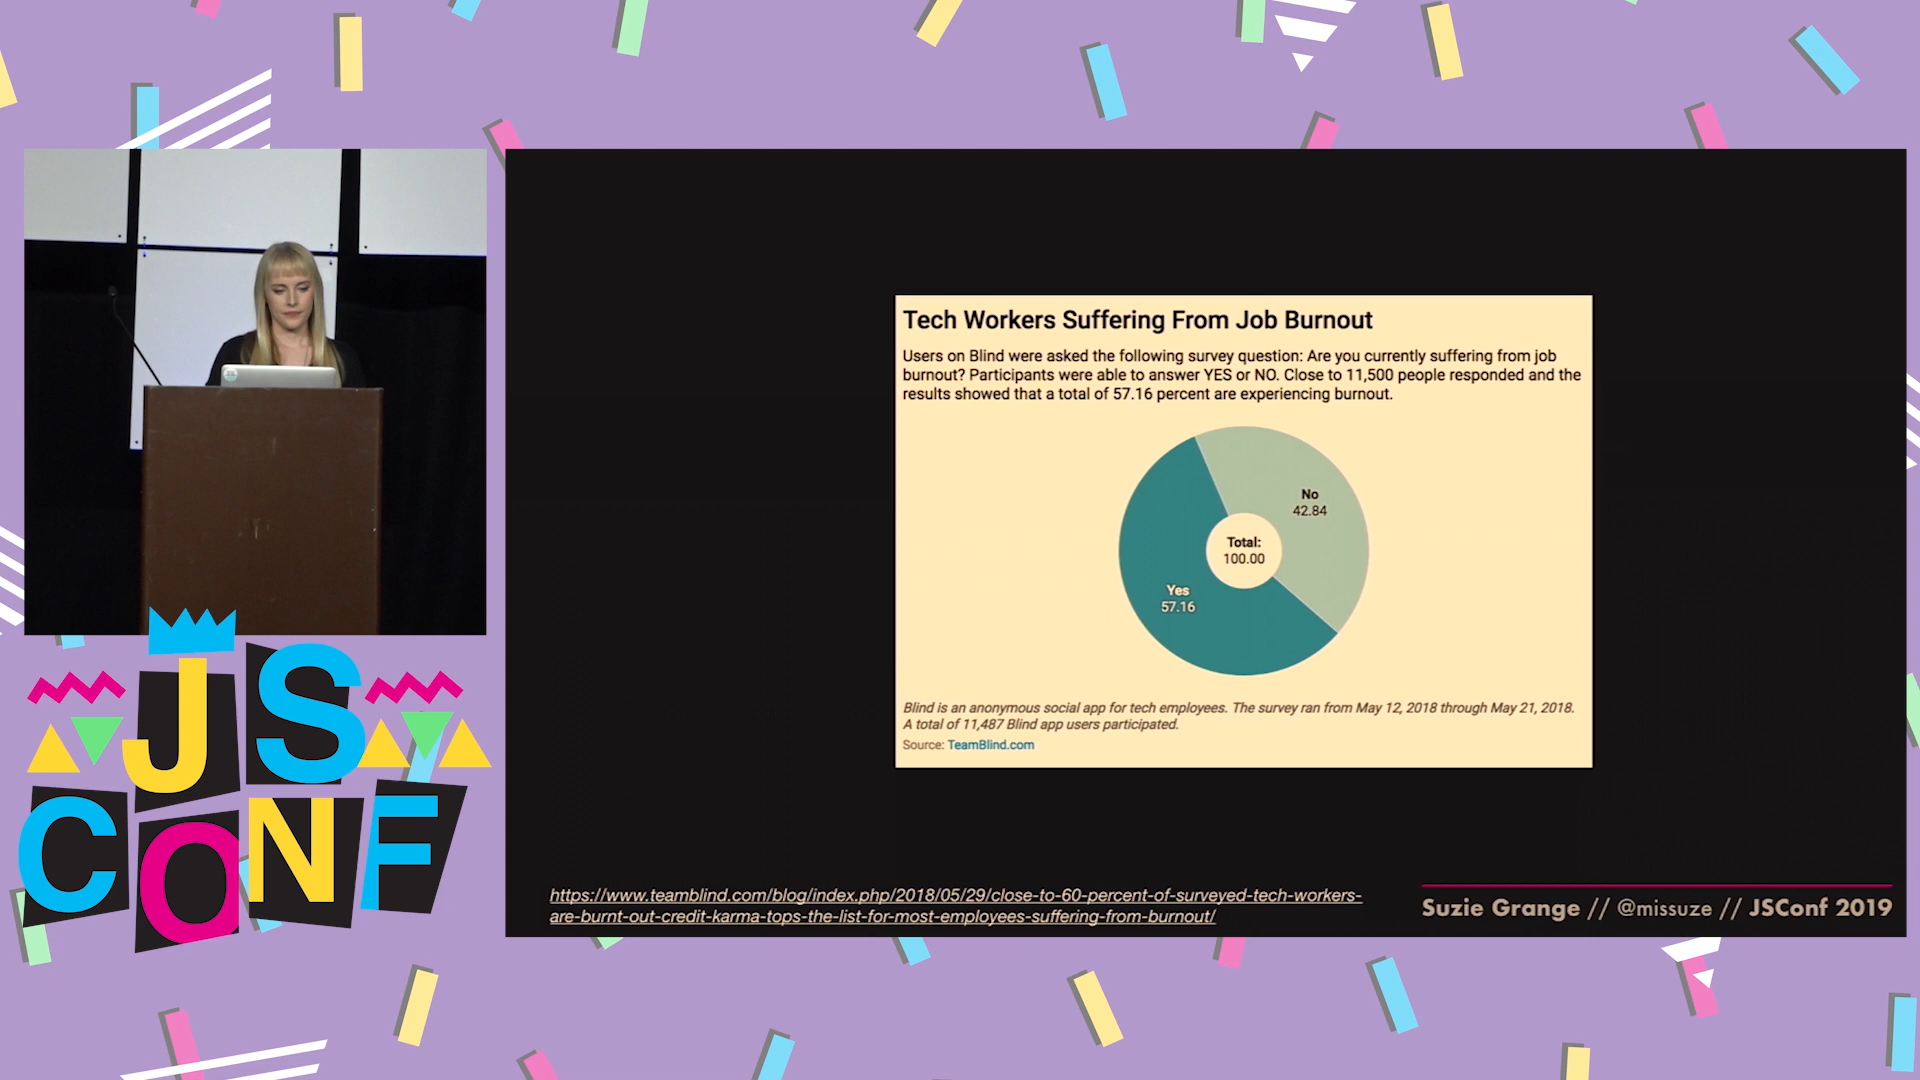 JS
CONF
Tech Workers Suffering From Job Burnout
Users on Blind were asked the following survey question: Are you currently suffering from job
burnout? Participants were able to answer YES or NO. Close to 11,500 people responded and the
results showed that a total of 57.16 percent are experiencing burnout.
No
42.84
Total:
100.00
Yes
57.16
Blind is an anonymous social app for tech employees. The survey ran from May 12, 2018 through May 21, 2018.
A total of 11,487 Blind app users participated.
Source: TeamBlind.com
https://www.teamblind.com/blog/index.php/2018/05/29/close-to-60-percent-of-surveyed-tech-workers-
are-burnt-out-credit-karma-tops-the-list-for-most-employees-suffering-from-burnout/
Suzie Grange // @missuze // JSConf 2019